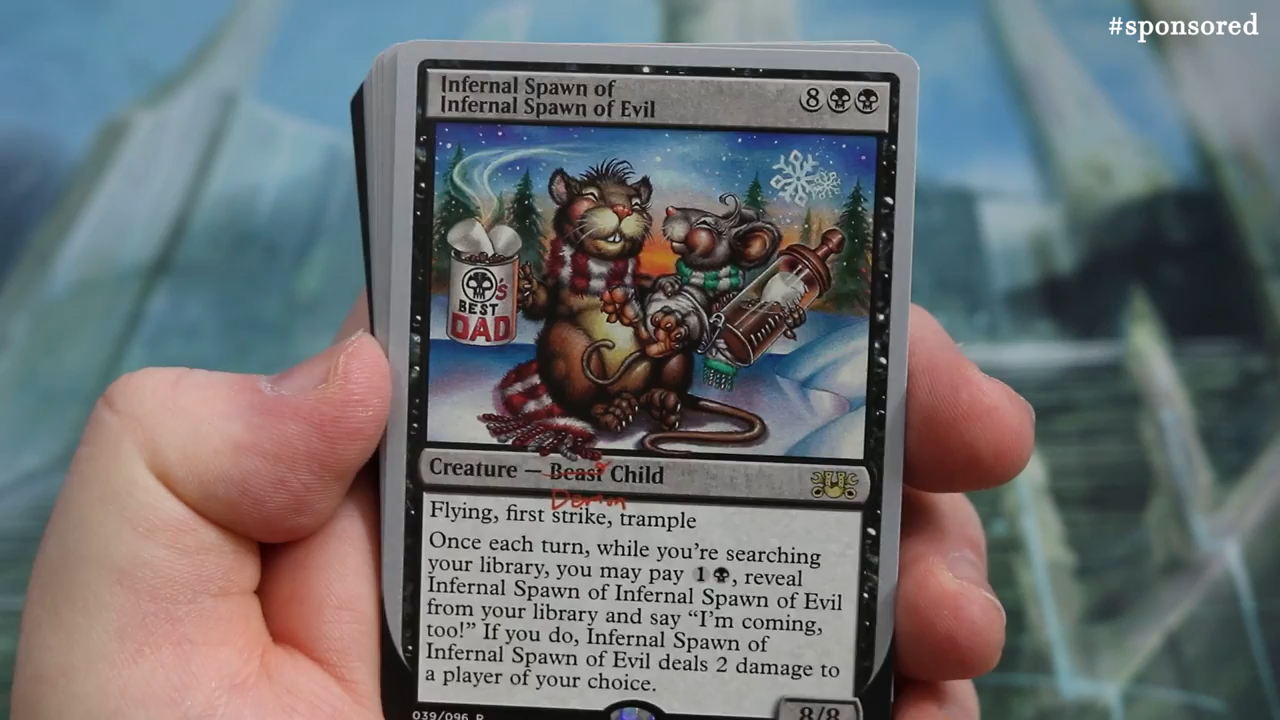 #sponsored
Infernal Spawn of
Infernal Spawn of Evil
8
's
BEST
DAD
Creature — Beast Child
Demon
Flying, first strike, trample
Once each turn, while you're searching
your library, you may pay 1, reveal
Infernal Spawn of Infernal Spawn of Evil
from your library and say “I'm coming,
too!” If you do, Infernal Spawn of
Infernal Spawn of Evil deals 2 damage to
a player of your choice.
8/8
039/096 R